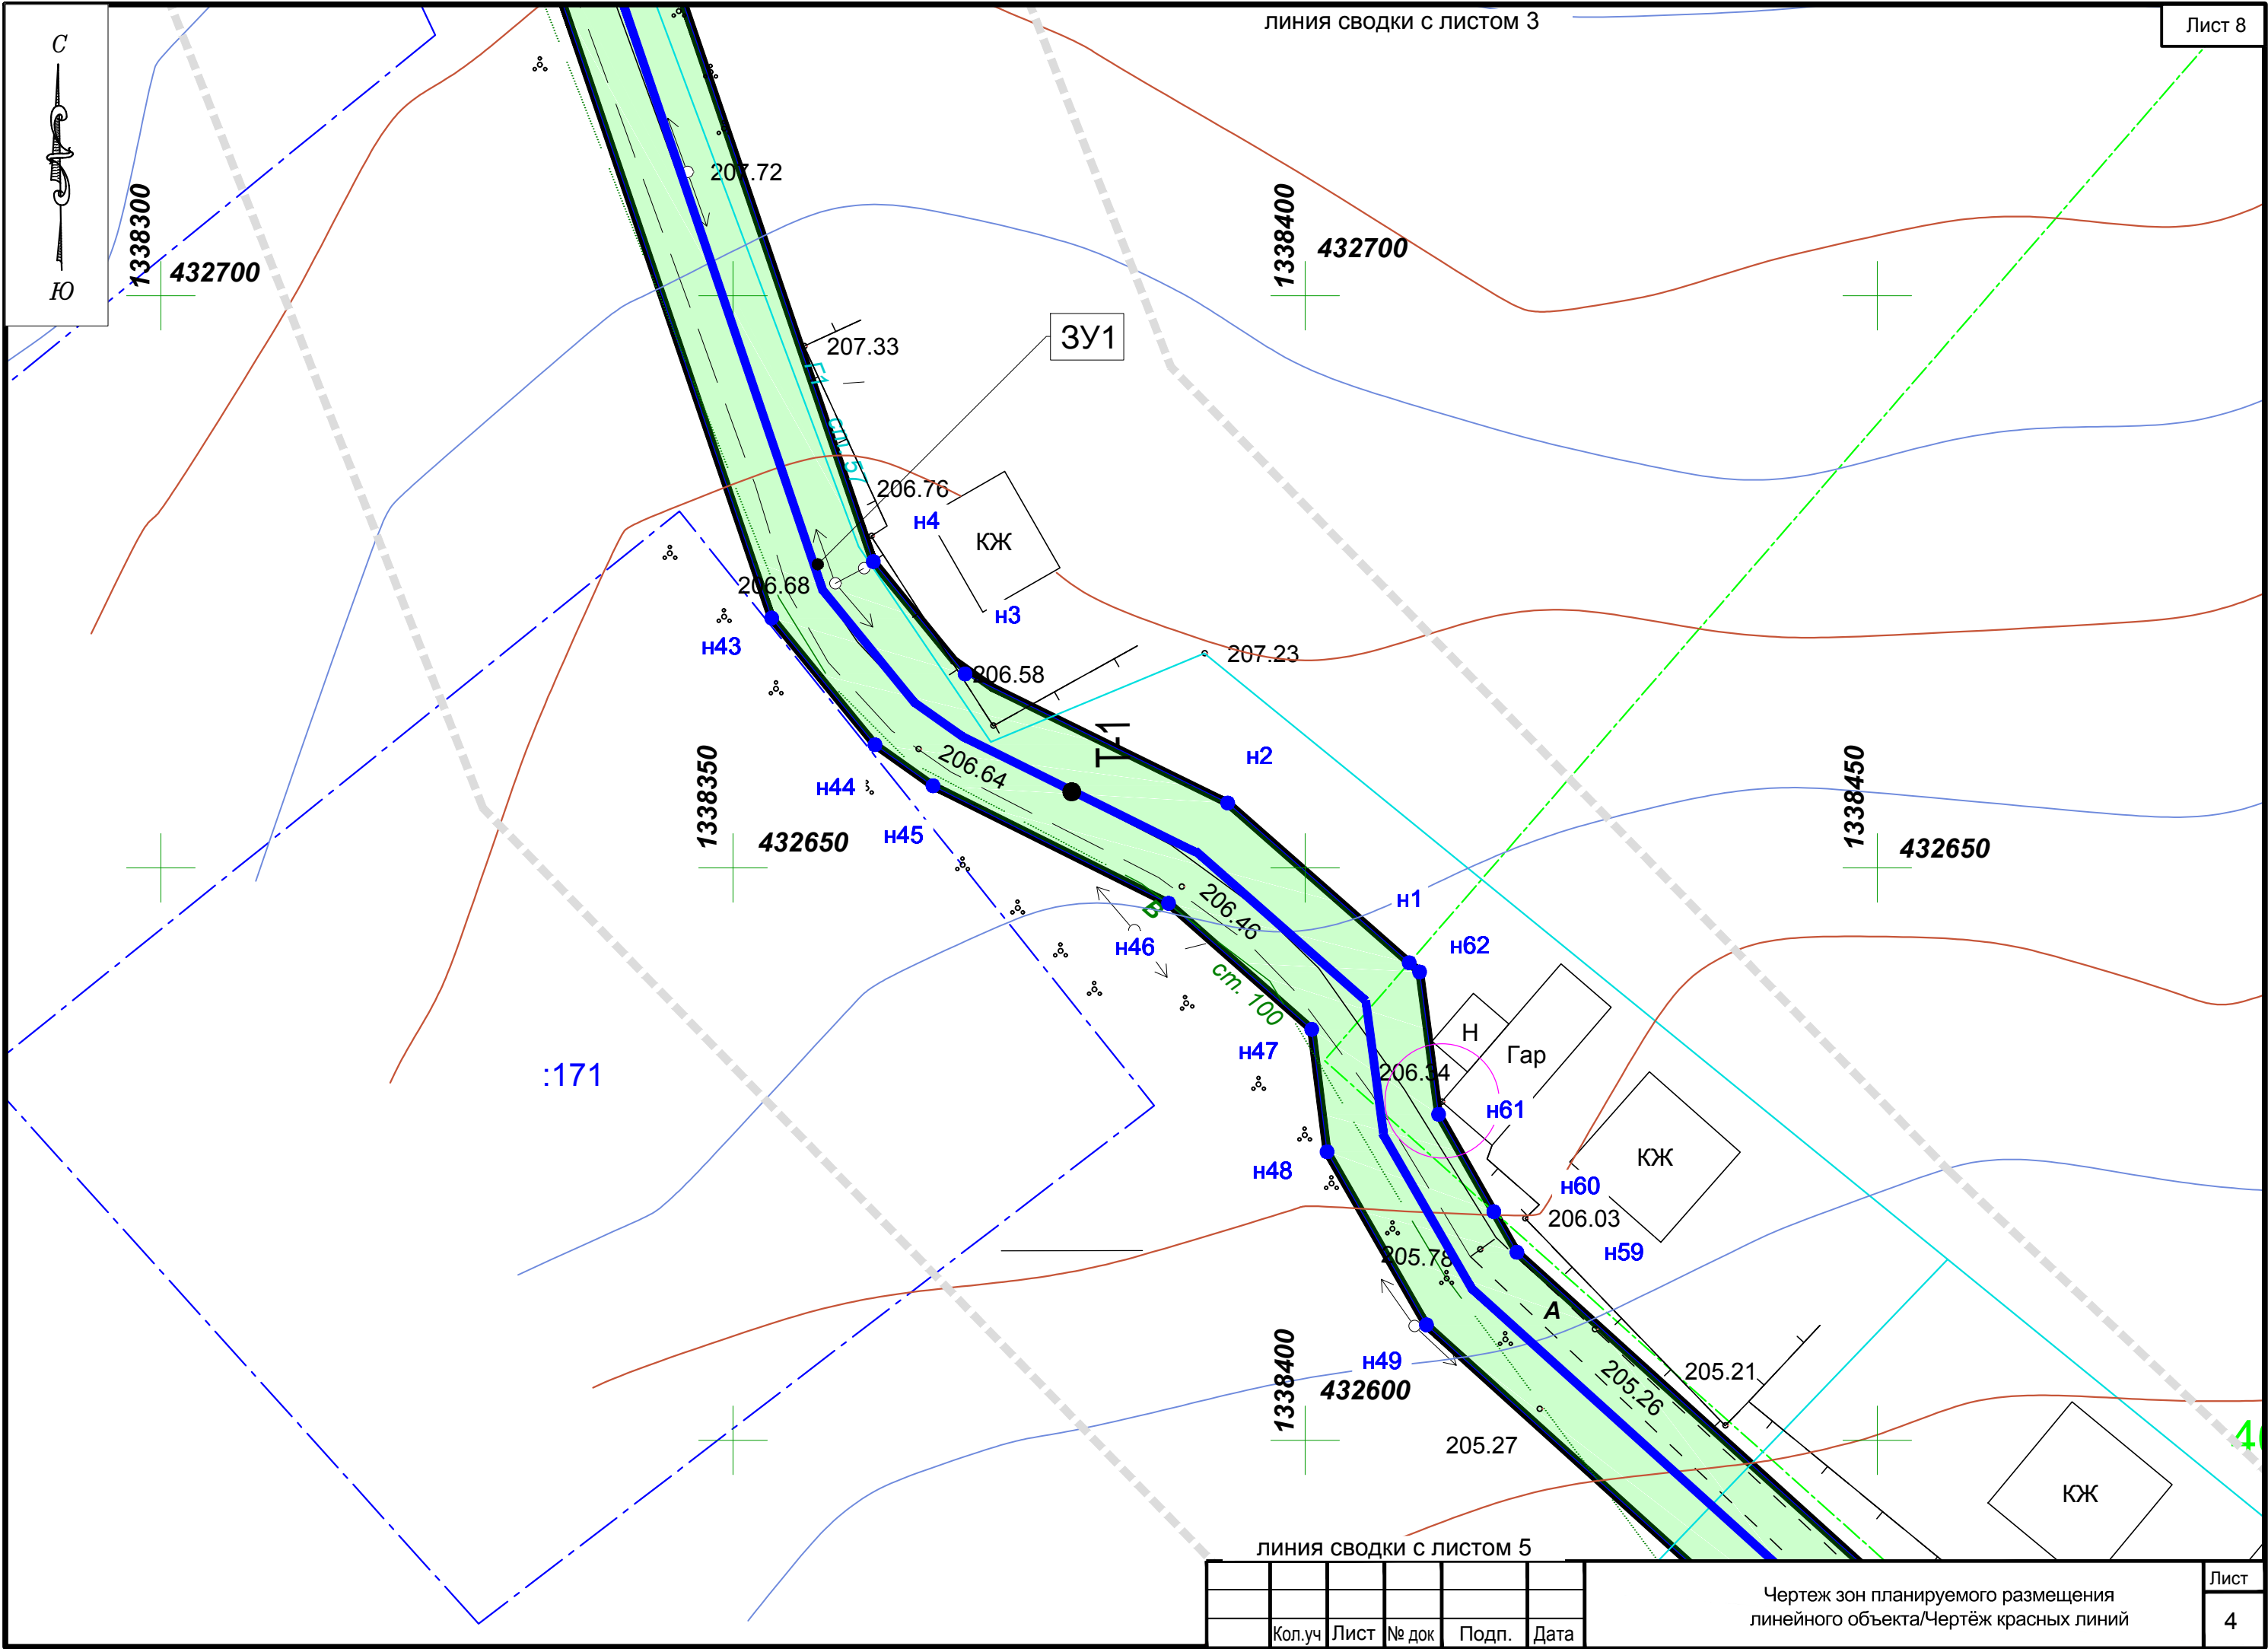 линия сводки с листом 3
Лист 8
С
Ю
1338300
432700
1338400
432700
207.72
207.33
ЗУ1
206.76
н4
КЖ
206.68
н3
н43
206.58
207.23
н2
1338350
432650
206.64
н44
н45
1338450
432650
н1
206.46
В
н46
н62
ст. 100
н47
Н
Гар
206.34
:171
н61
н48
КЖ
н60
206.03
н59
205.78
А
н49
1338400
432600
205.21
205.26
205.27
КЖ
линия сводки с листом 5
Кол.уч Лист № док Подп. Дата
Чертеж зон планируемого размещения
линейного объекта/Чертёж красных линий
Лист
4